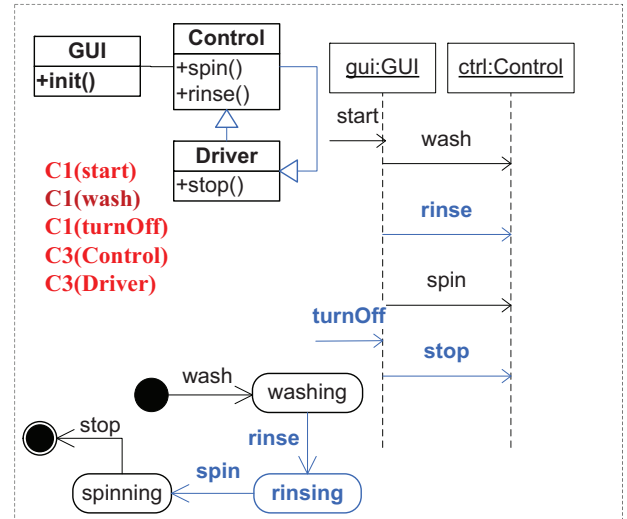 GUI
+init()
Control
+spin()
+rinse()
Driver
+stop()
C1(start)
C1(wash)
C1(turnOff)
C3(Control)
C3(Driver)
gui:GUI
ctrl:Control
start
wash
rinse
spin
turnOff
stop
wash
washing
rinse
rinsing
spin
spinning
stop